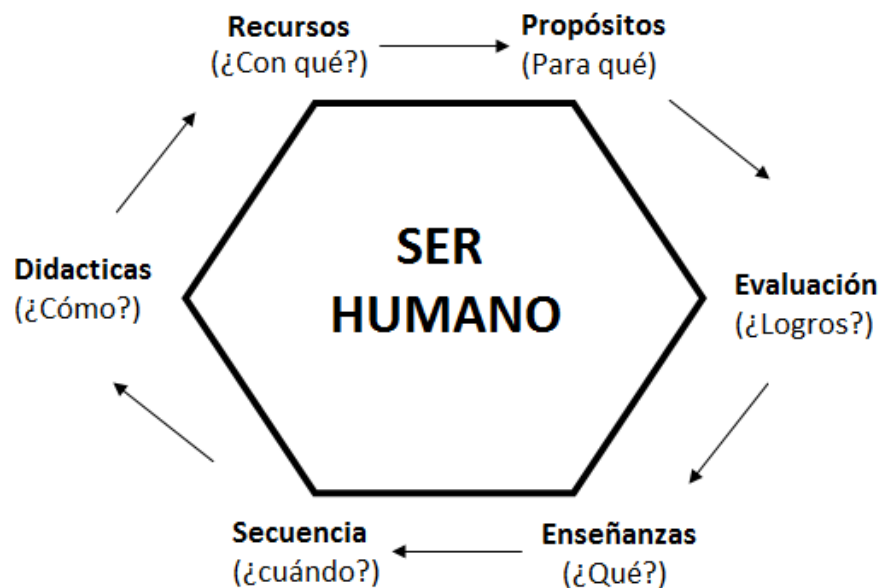 Recursos
(¿Con qué?)
Propósitos
(Para qué)
Didacticas
(¿Cómo?)
SER
HUMANO
Evaluación
(¿Logros?)
Secuencia
(¿cuándo?)
Enseñanzas
(¿Qué?)